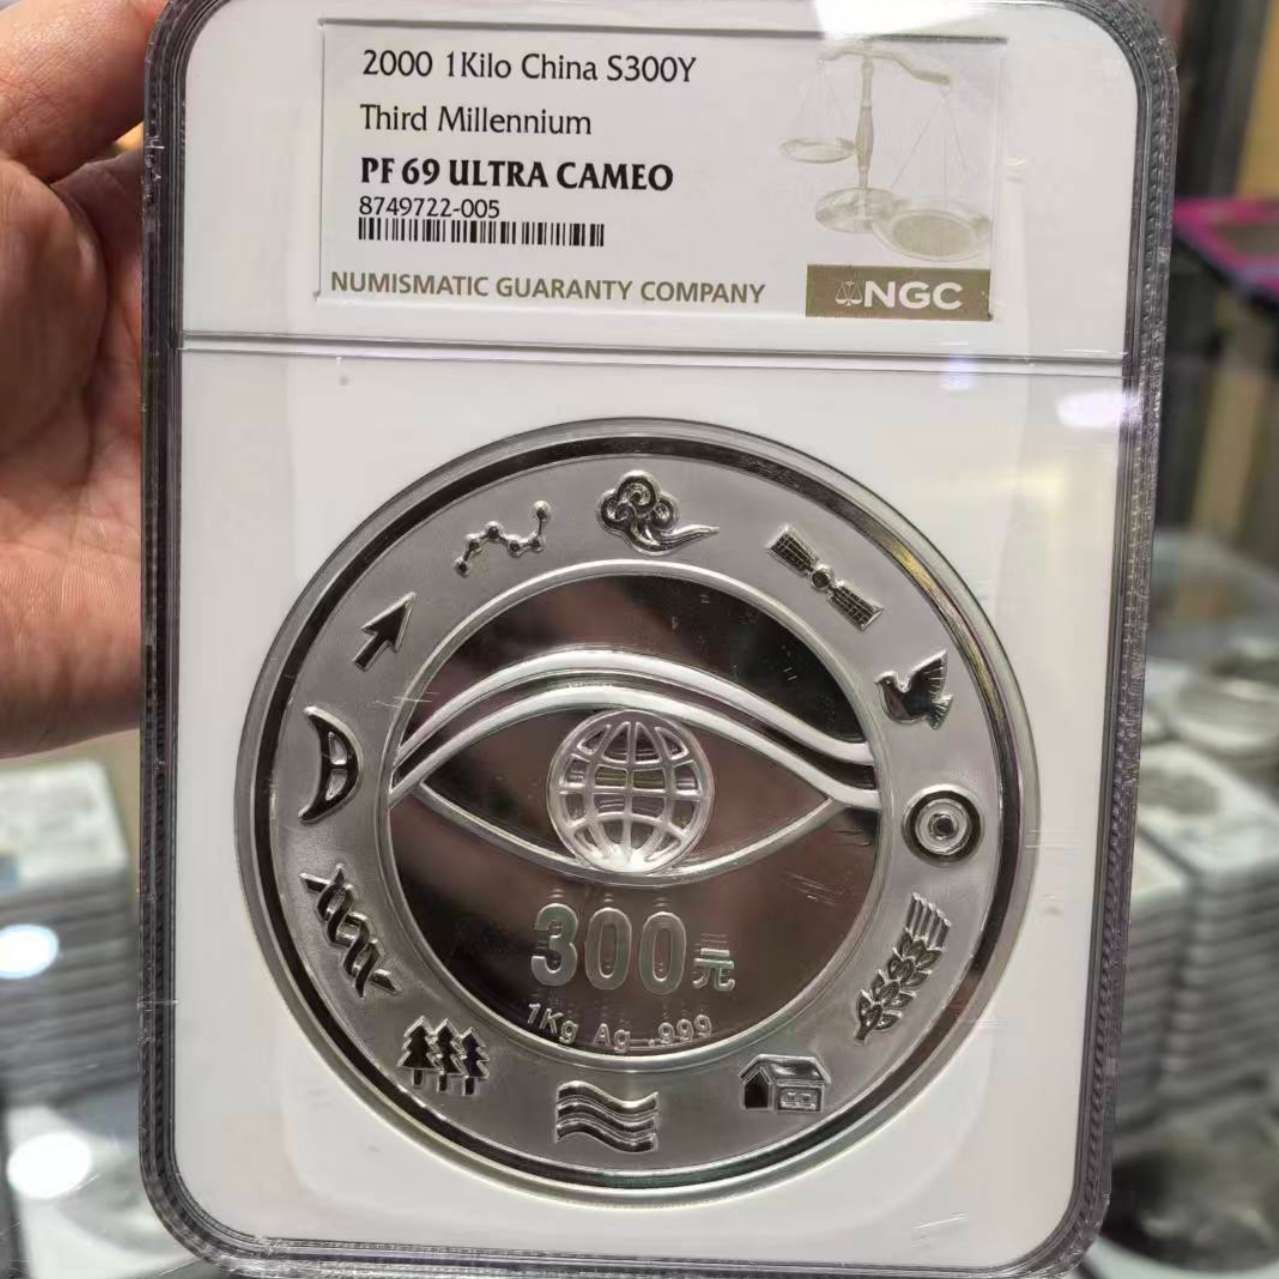 2000 1Kilo China S300Y
Third Millennium
PF 69 ULTRA CAMEO
8749722-005
NUMISMATIC GUARANTY COMPANY
NGC
300元
1Kg Ag .999